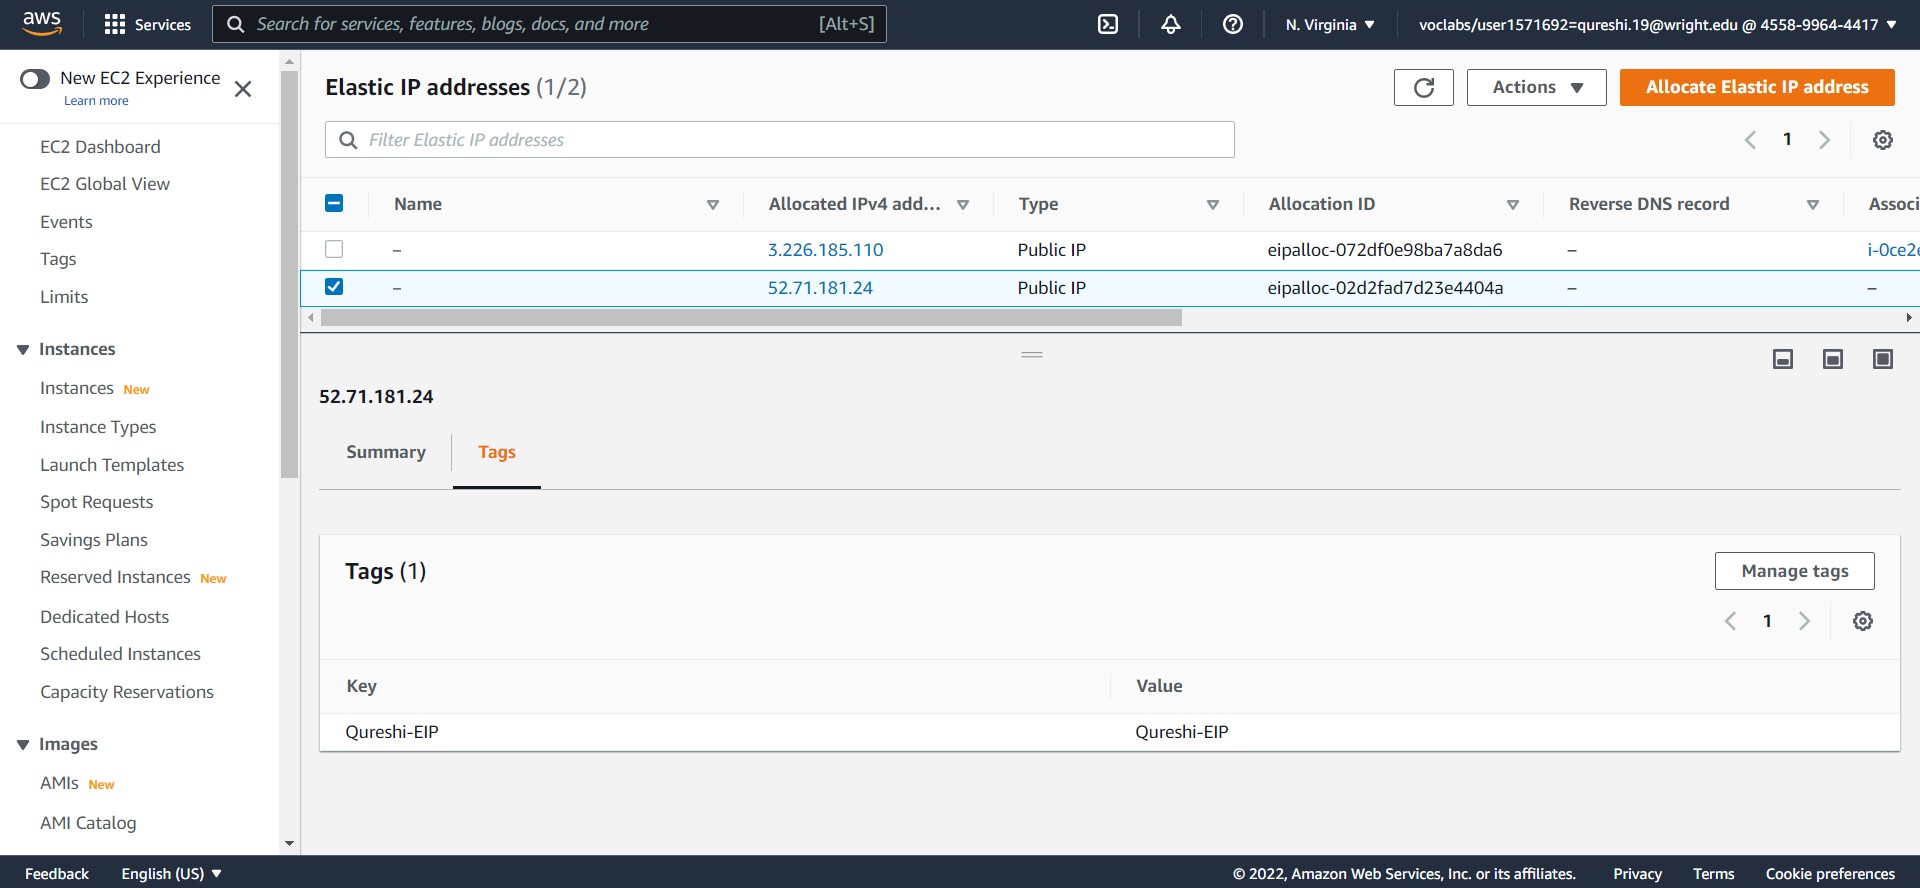 aws
Services
Search for services, features, blogs, docs, and more
[Alt+S]
N. Virginia
voclabs/user1571692=qureshi.19@wright.edu @ 4558-9964-4417
New EC2 Experience
Learn more
EC2 Dashboard
EC2 Global View
Events
Tags
Limits
Instances
Instances New
Instance Types
Launch Templates
Spot Requests
Savings Plans
Reserved Instances New
Dedicated Hosts
Scheduled Instances
Capacity Reservations
Images
AMIs New
AMI Catalog
Elastic IP addresses (1/2)
Actions
Allocate Elastic IP address
Filter Elastic IP addresses
1
Name Allocated IPv4 add... Type Allocation ID Reverse DNS record Associ
– 3.226.185.110 Public IP eipalloc-072df0e98ba7a8da6 – i-0ce2e
– 52.71.181.24 Public IP eipalloc-02d2fad7d23e4404a – –
52.71.181.24
Summary Tags
Tags (1)
Manage tags
1
Key Value
Qureshi-EIP Qureshi-EIP
Feedback English (US) © 2022, Amazon Web Services, Inc. or its affiliates. Privacy Terms Cookie preferences